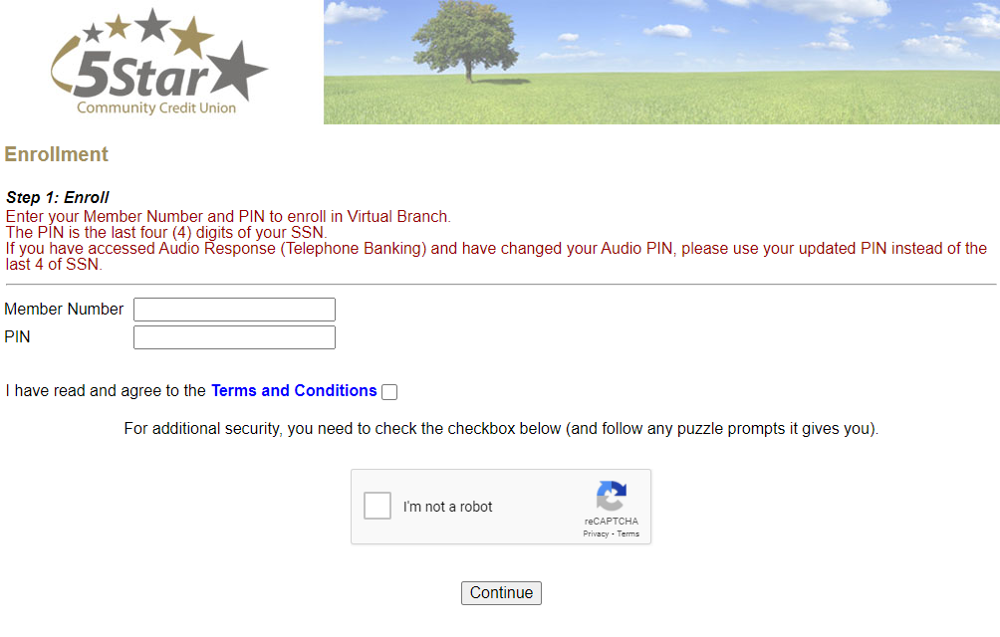 5Star
Community Credit Union
Enrollment
Step 1: Enroll
Enter your Member Number and PIN to enroll in Virtual Branch.
The PIN is the last four (4) digits of your SSN.
If you have accessed Audio Response (Telephone Banking) and have changed your Audio PIN, please use your updated PIN instead of the
last 4 of SSN.
Member Number
PIN
I have read and agree to the Terms and Conditions
For additional security, you need to check the checkbox below (and follow any puzzle prompts it gives you).
I'm not a robot
reCAPTCHA
Privacy - Terms
Continue